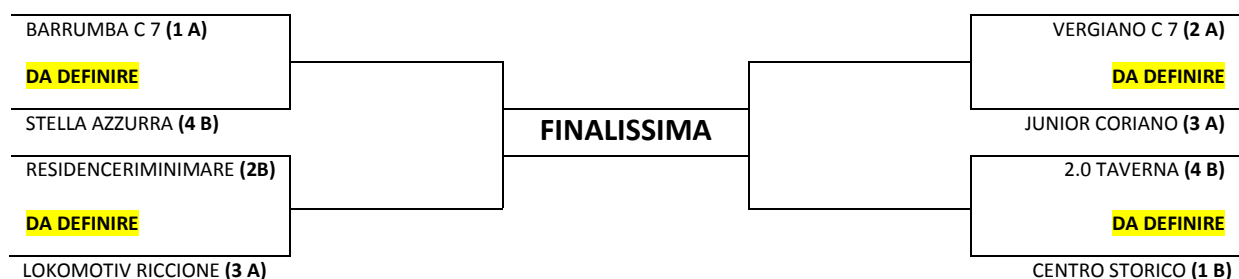 BARRUMBA C 7 (1 A)
DA DEFINIRE
STELLA AZZURRA (4 B)
RESIDENCERIMINIMARE (2B)
DA DEFINIRE
LOKOMOTIV RICCIONE (3 A)
FINALISSIMA
VERGIANO C 7 (2 A)
DA DEFINIRE
JUNIOR CORIANO (3 A)
2.0 TAVERNA (4 B)
DA DEFINIRE
CENTRO STORICO (1 B)